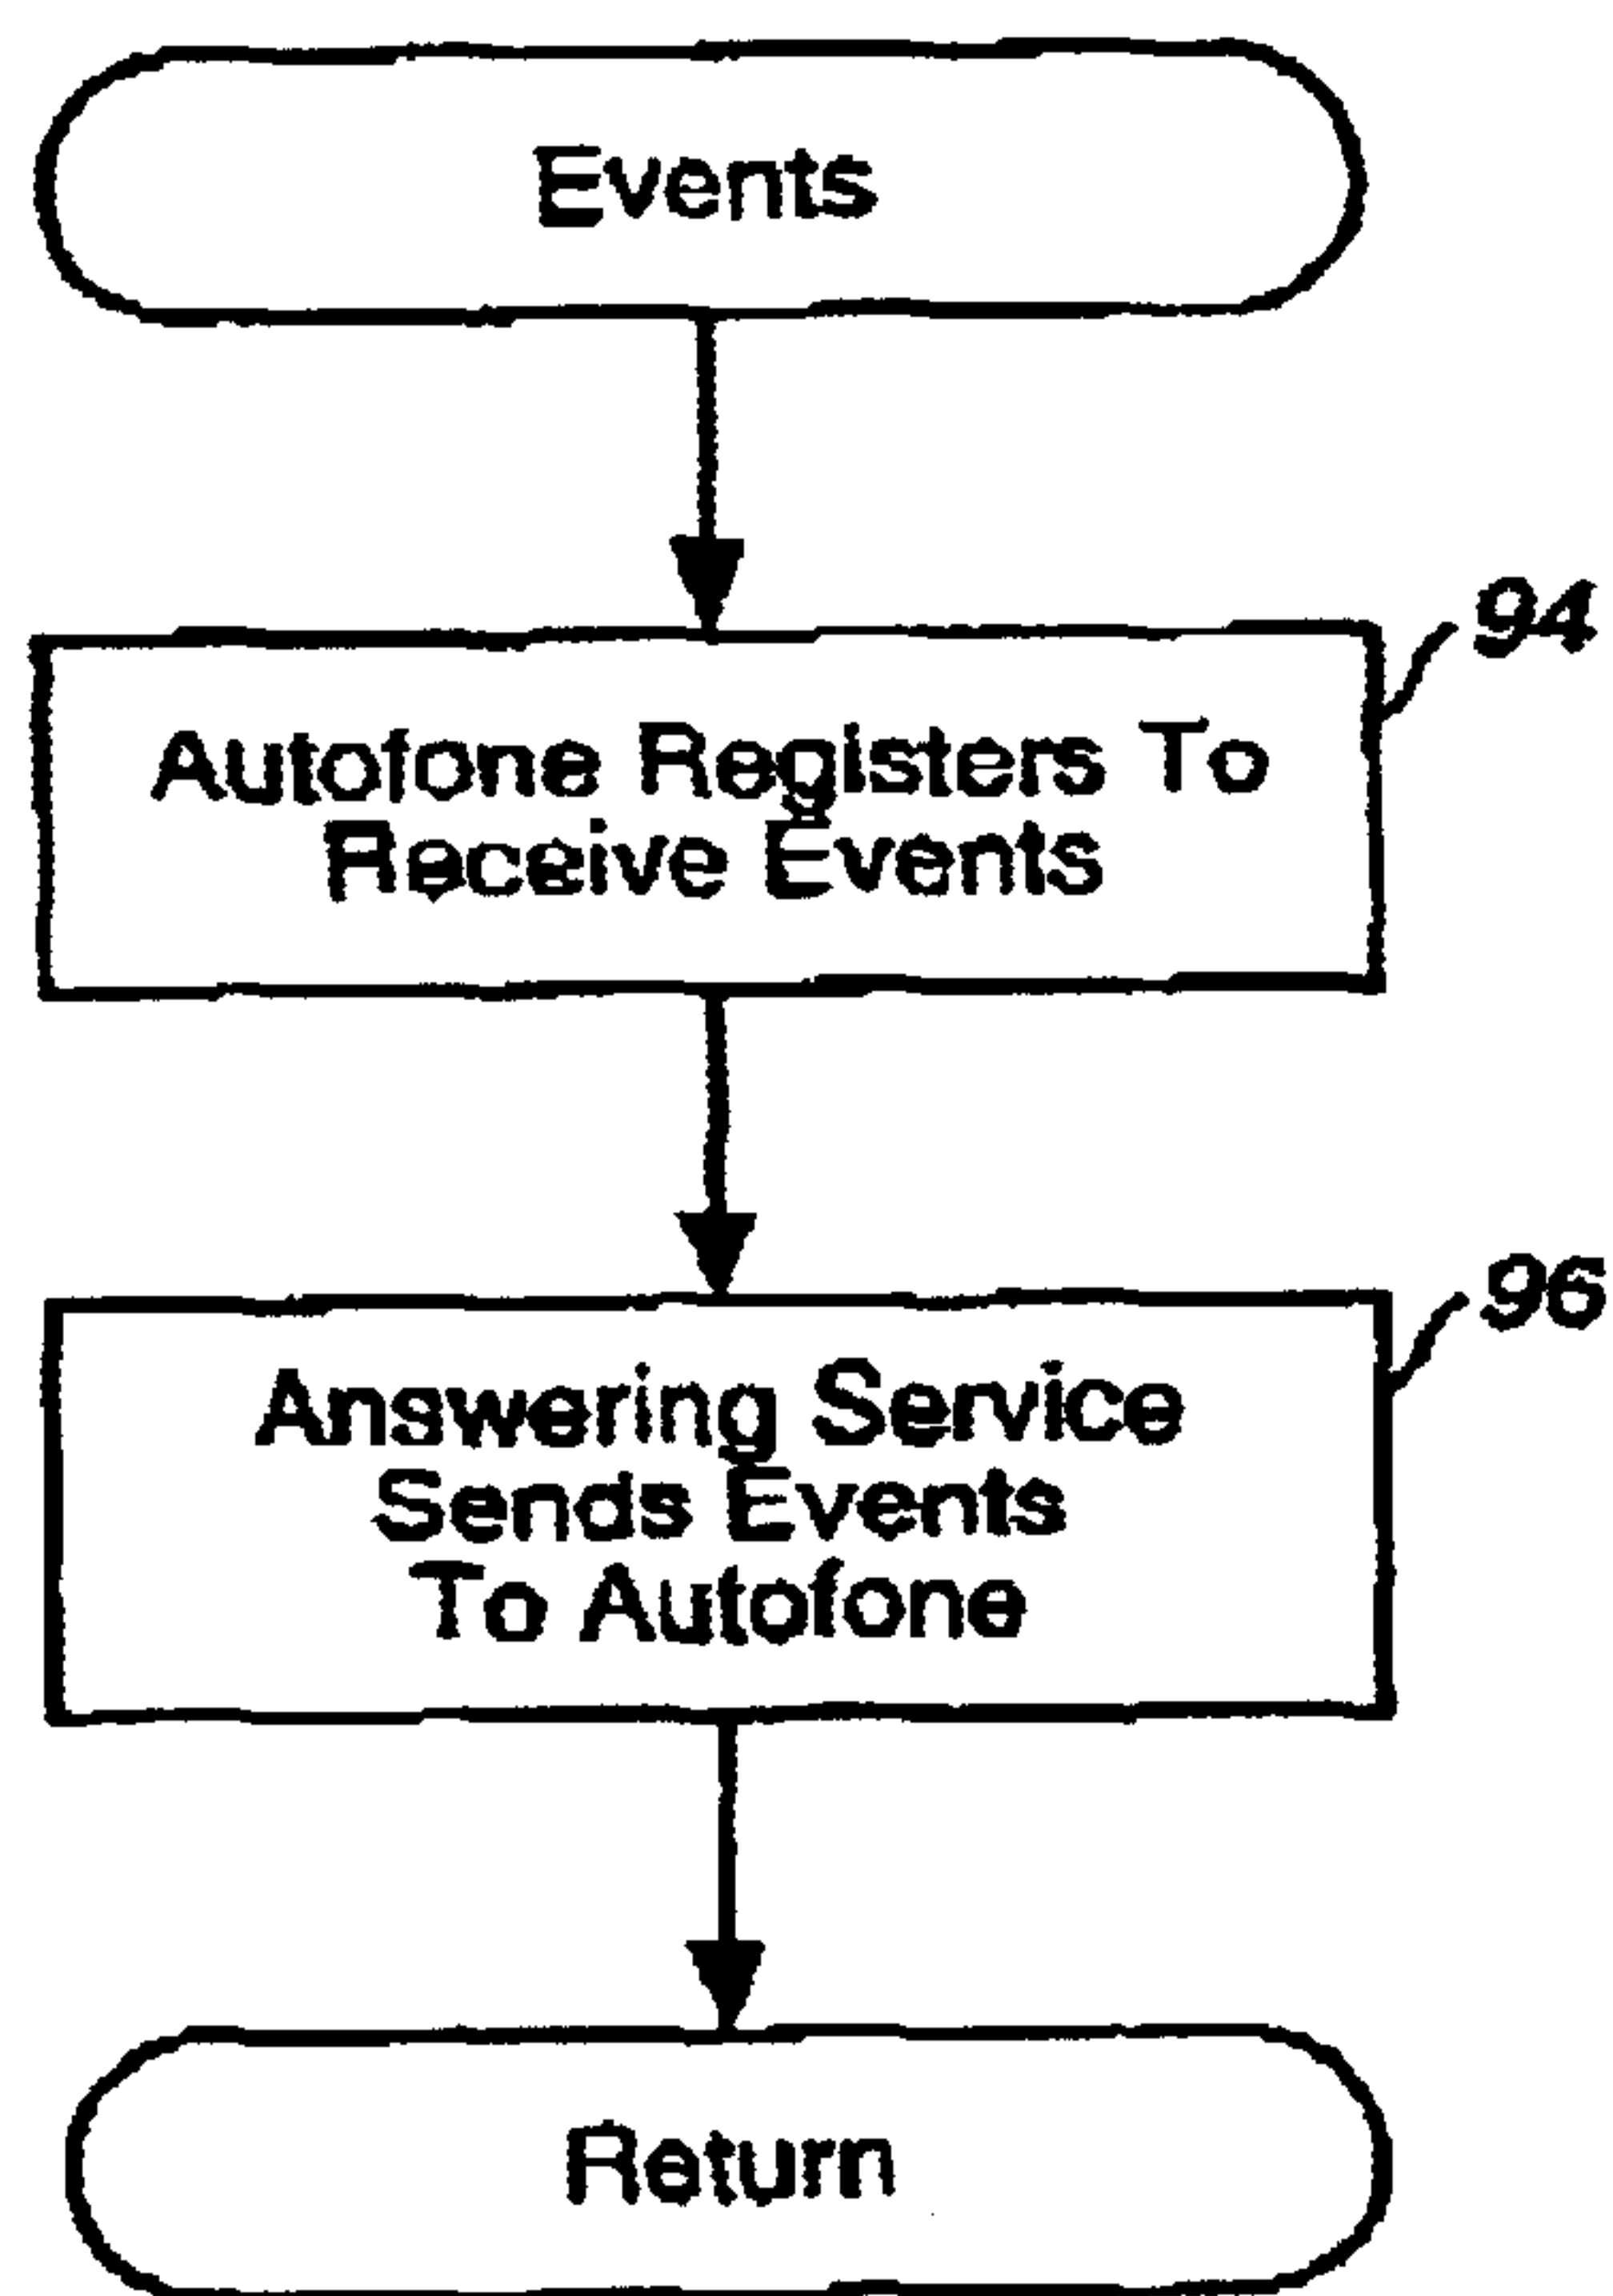 Events
94
Autofone Registers To
Receive Events
96
Answering Service
Sends Events
To Autofone
Return